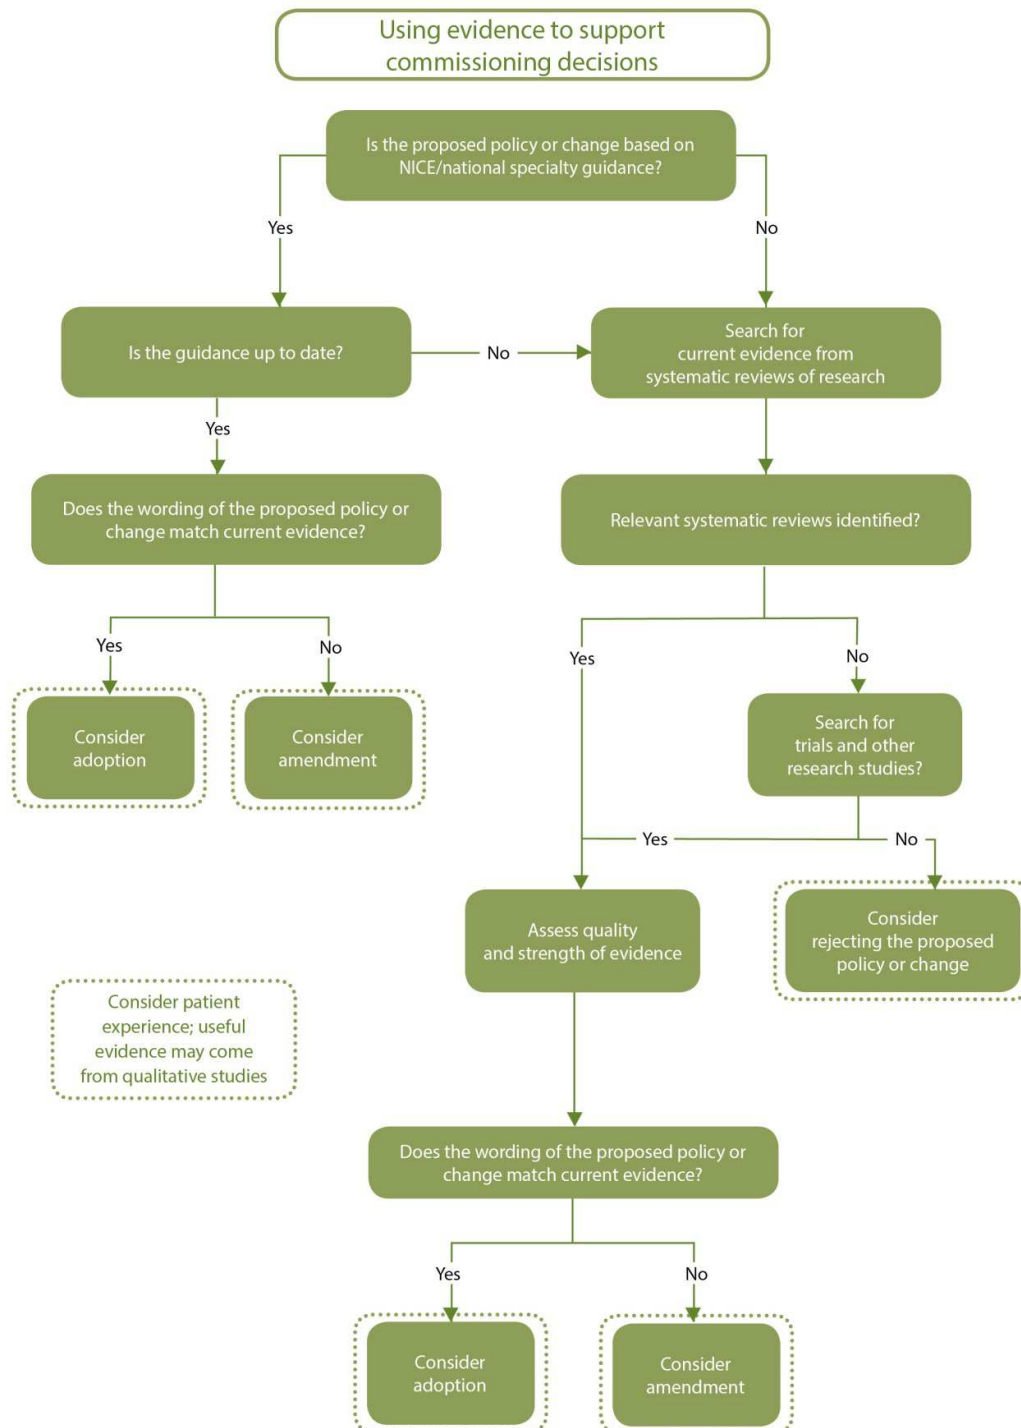 Using evidence to support
commissioning decisions
Is the proposed policy or change based on
NICE/national specialty guidance?
Yes
No
Is the guidance up to date?
No
Search for
current evidence from
systematic reviews of research
Yes
Does the wording of the proposed policy or
change match current evidence?
Relevant systematic reviews identified?
Yes
No
Yes
No
Consider
adoption
Consider
amendment
Search for
trials and other
research studies?
Yes
No
Assess quality
and strength of evidence
Consider
rejecting the proposed
policy or change
Consider patient
experience; useful
evidence may come
from qualitative studies
Does the wording of the proposed policy or
change match current evidence?
Yes
No
Consider
adoption
Consider
amendment